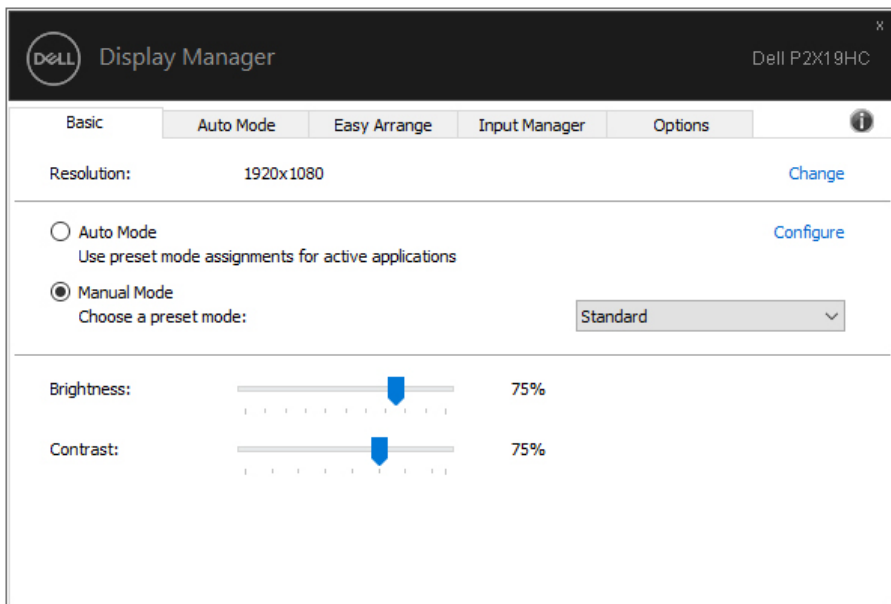 x
DELL Display Manager Dell P2X19HC
Basic Auto Mode Easy Arrange Input Manager Options i
Resolution: 1920x1080 Change
Auto Mode Configure
Use preset mode assignments for active applications
Manual Mode
Choose a preset mode: Standard
Brightness: 75%
Contrast: 75%